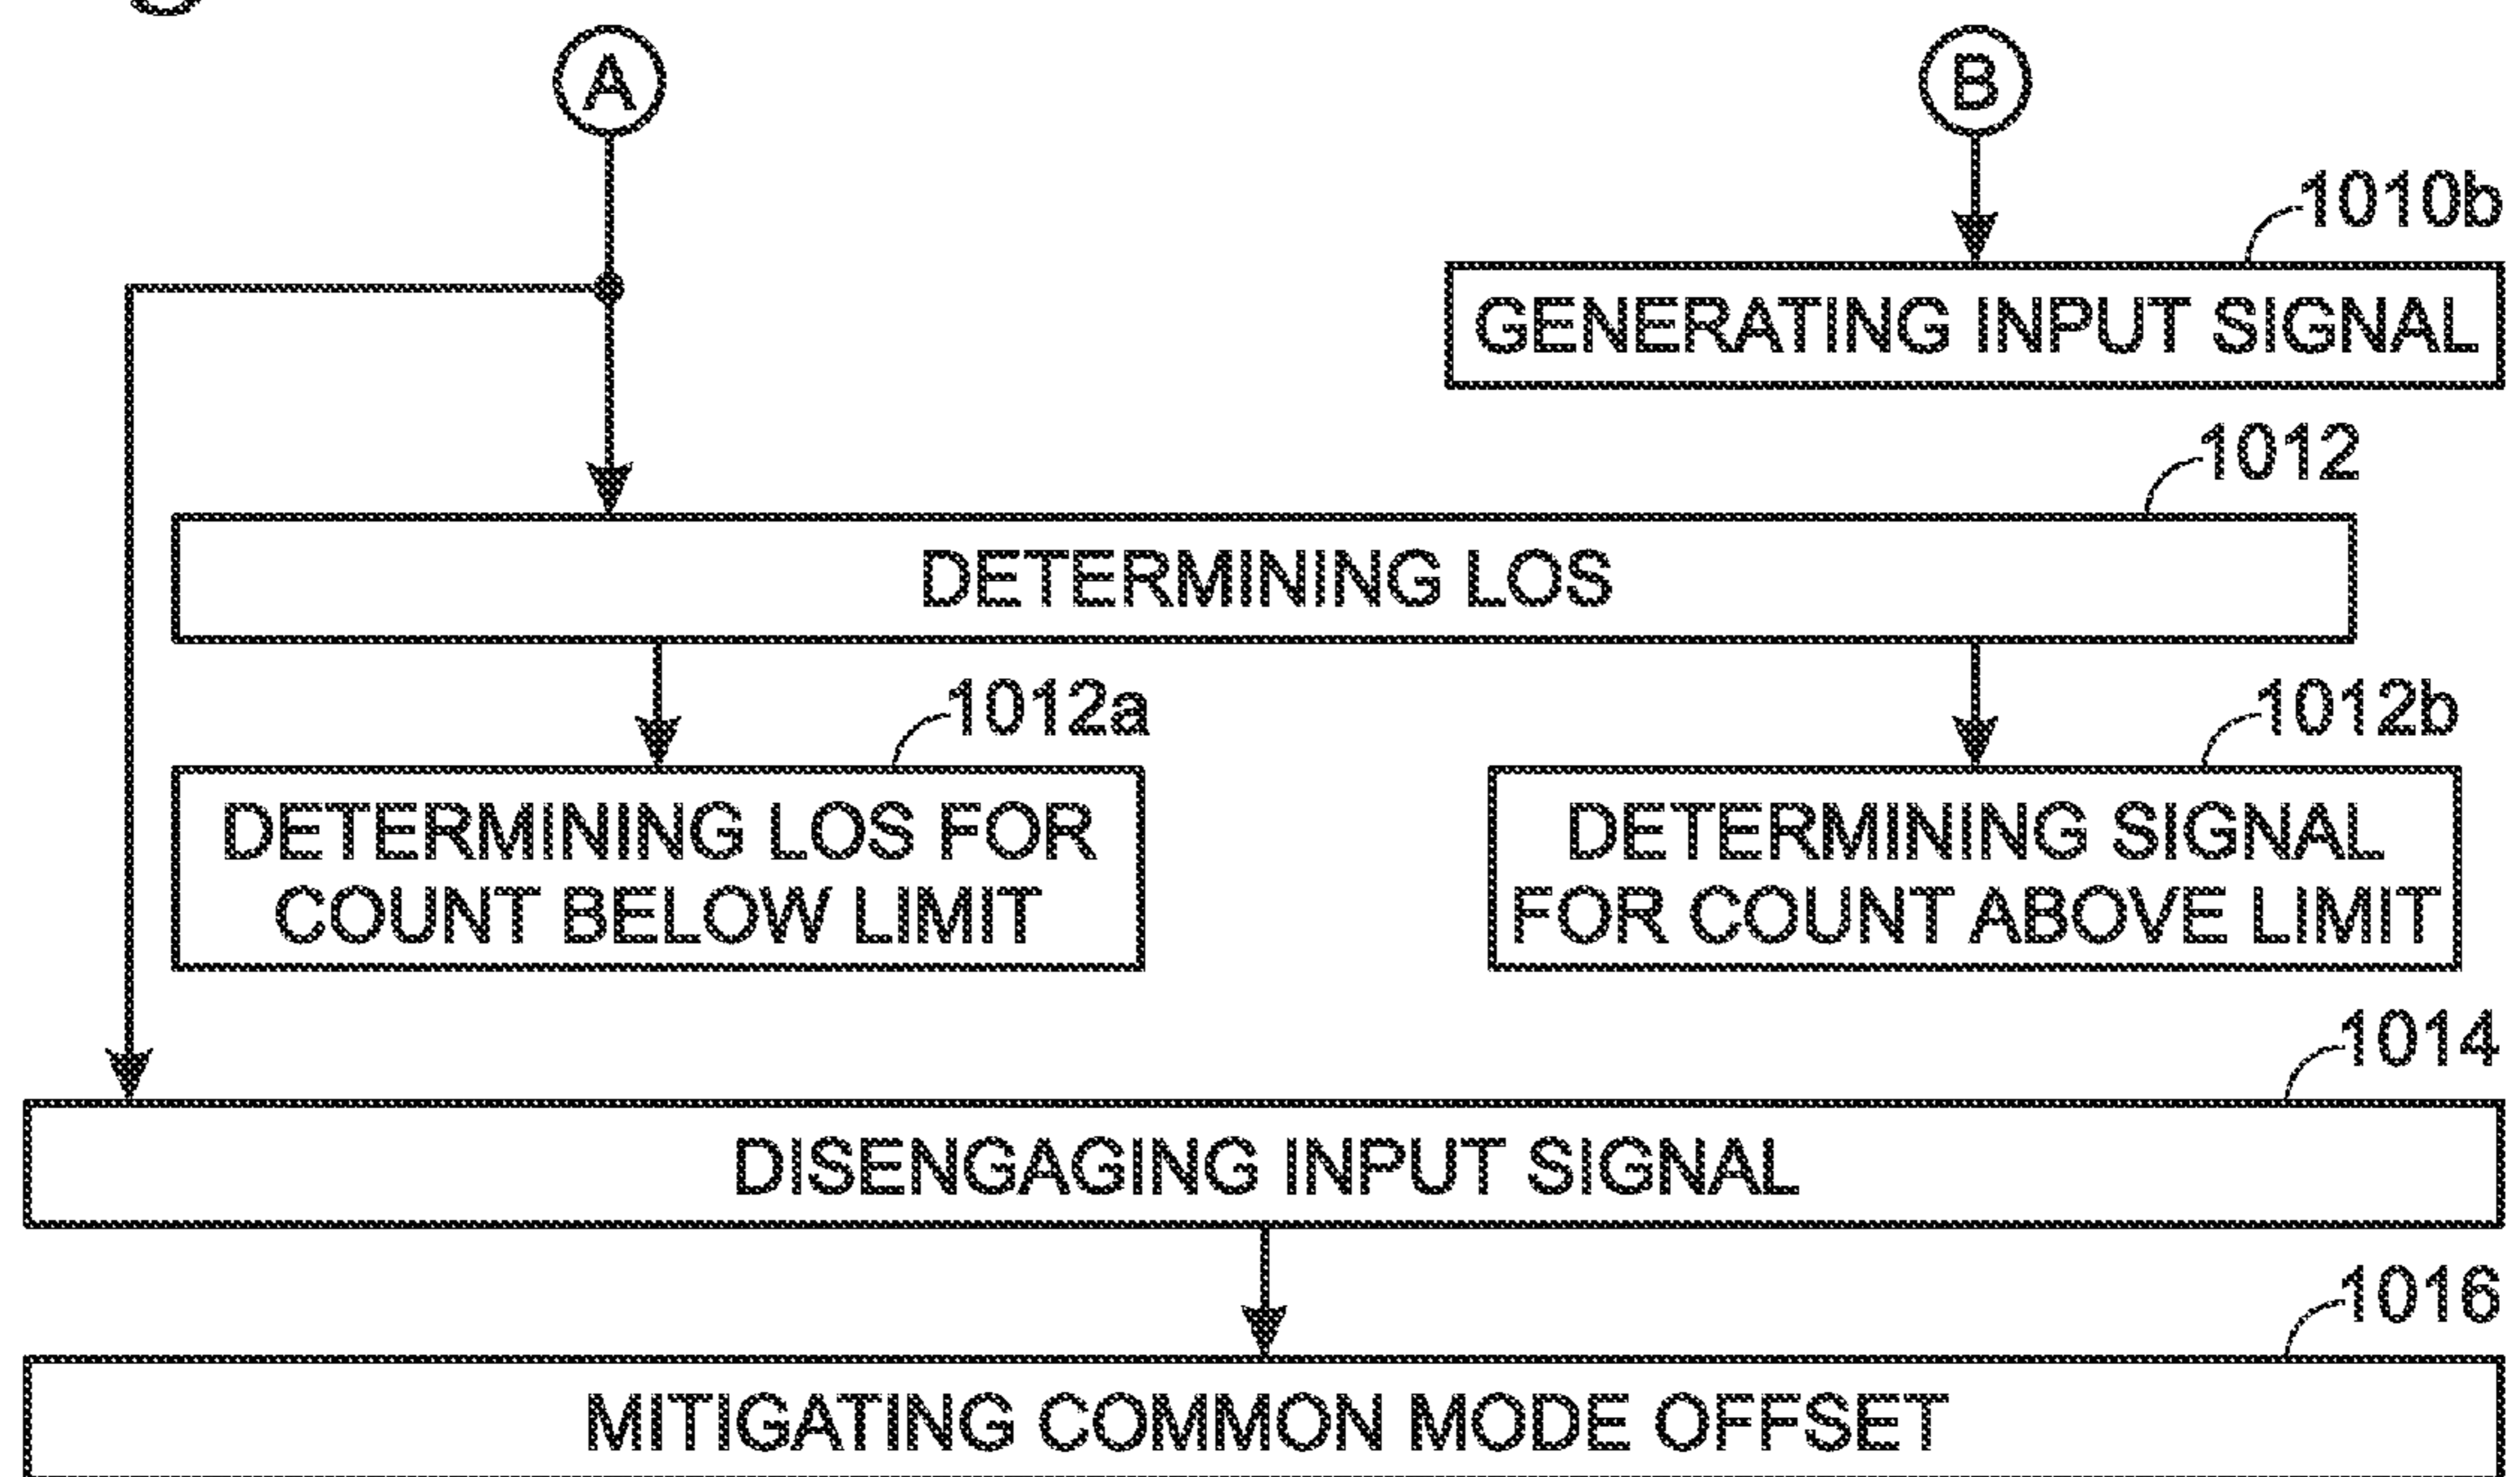 A
B
1010b
GENERATING INPUT SIGNAL
1012
DETERMINING LOS
1012a
1012b
DETERMINING LOS FOR
COUNT BELOW LIMIT
DETERMINING SIGNAL
FOR COUNT ABOVE LIMIT
1014
DISENGAGING INPUT SIGNAL
1016
MITIGATING COMMON MODE OFFSET